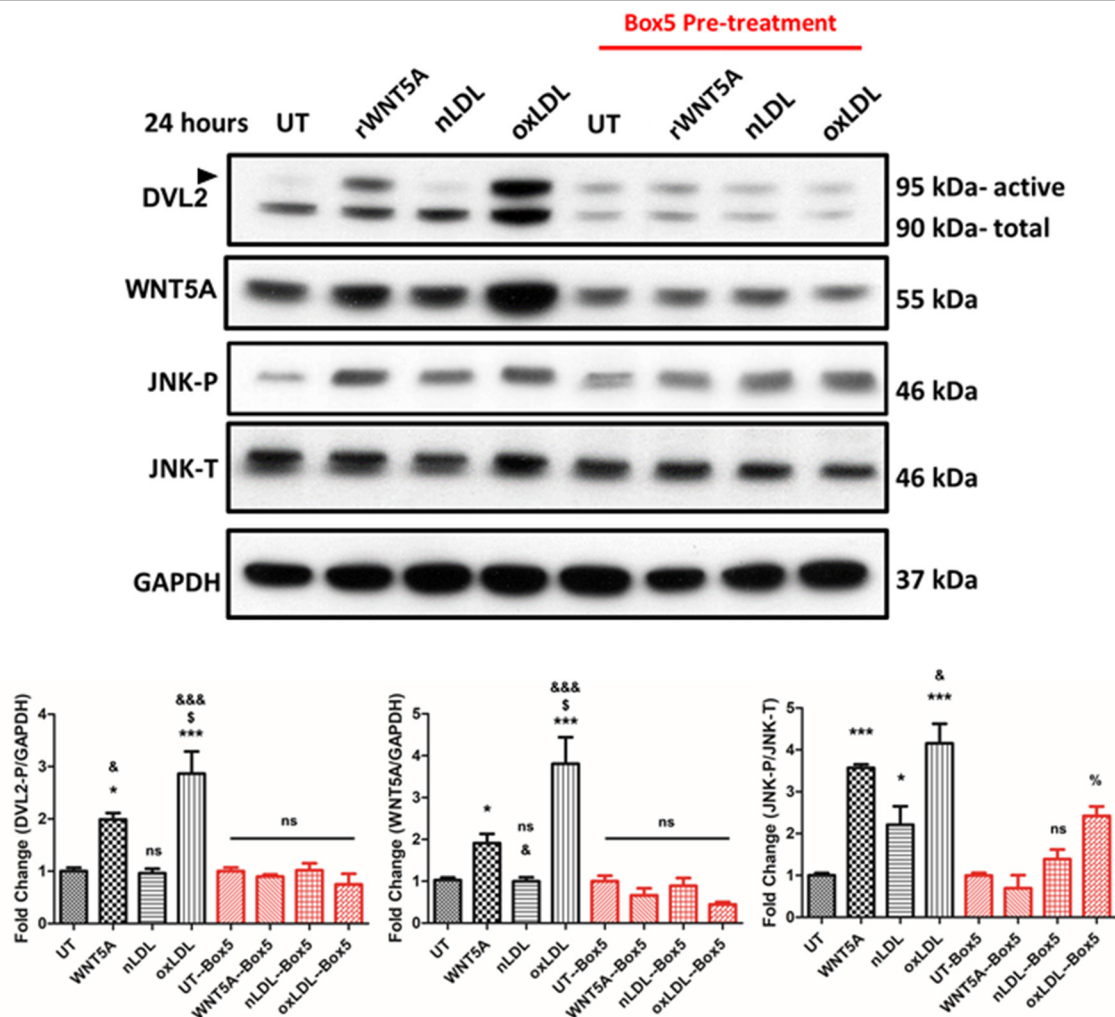 Box5 Pre-treatment
24 hours UT rWNT5A nLDL oxLDL UT rWNT5A nLDL oxLDL
DVL2
95 kDa- active
90 kDa- total
WNT5A
55 kDa
JNK-P
46 kDa
JNK-T
46 kDa
GAPDH
37 kDa
Fold Change (DVL2-P/GAPDH)
4
3
2
1
0
&
*
ns
&&&
$
***
ns
UT
WNT5A
nLDL
oxLDL
UT--Box5
WNT5A--Box5
nLDL--Box5
oxLDL--Box5
Fold Change (WNT5A/GAPDH)
5
4
3
2
1
0
*
ns
&
&&&
$
***
ns
UT
WNT5A
nLDL
oxLDL
UT--Box5
WNT5A--Box5
nLDL--Box5
oxLDL--Box5
Fold Change (JNK-P/JNK-T)
5
4
3
2
1
0
***
*
&
***
ns
%
UT
WNT5A
nLDL
oxLDL
UT-Box5
WNT5A--Box5
nLDL--Box5
oxLDL--Box5